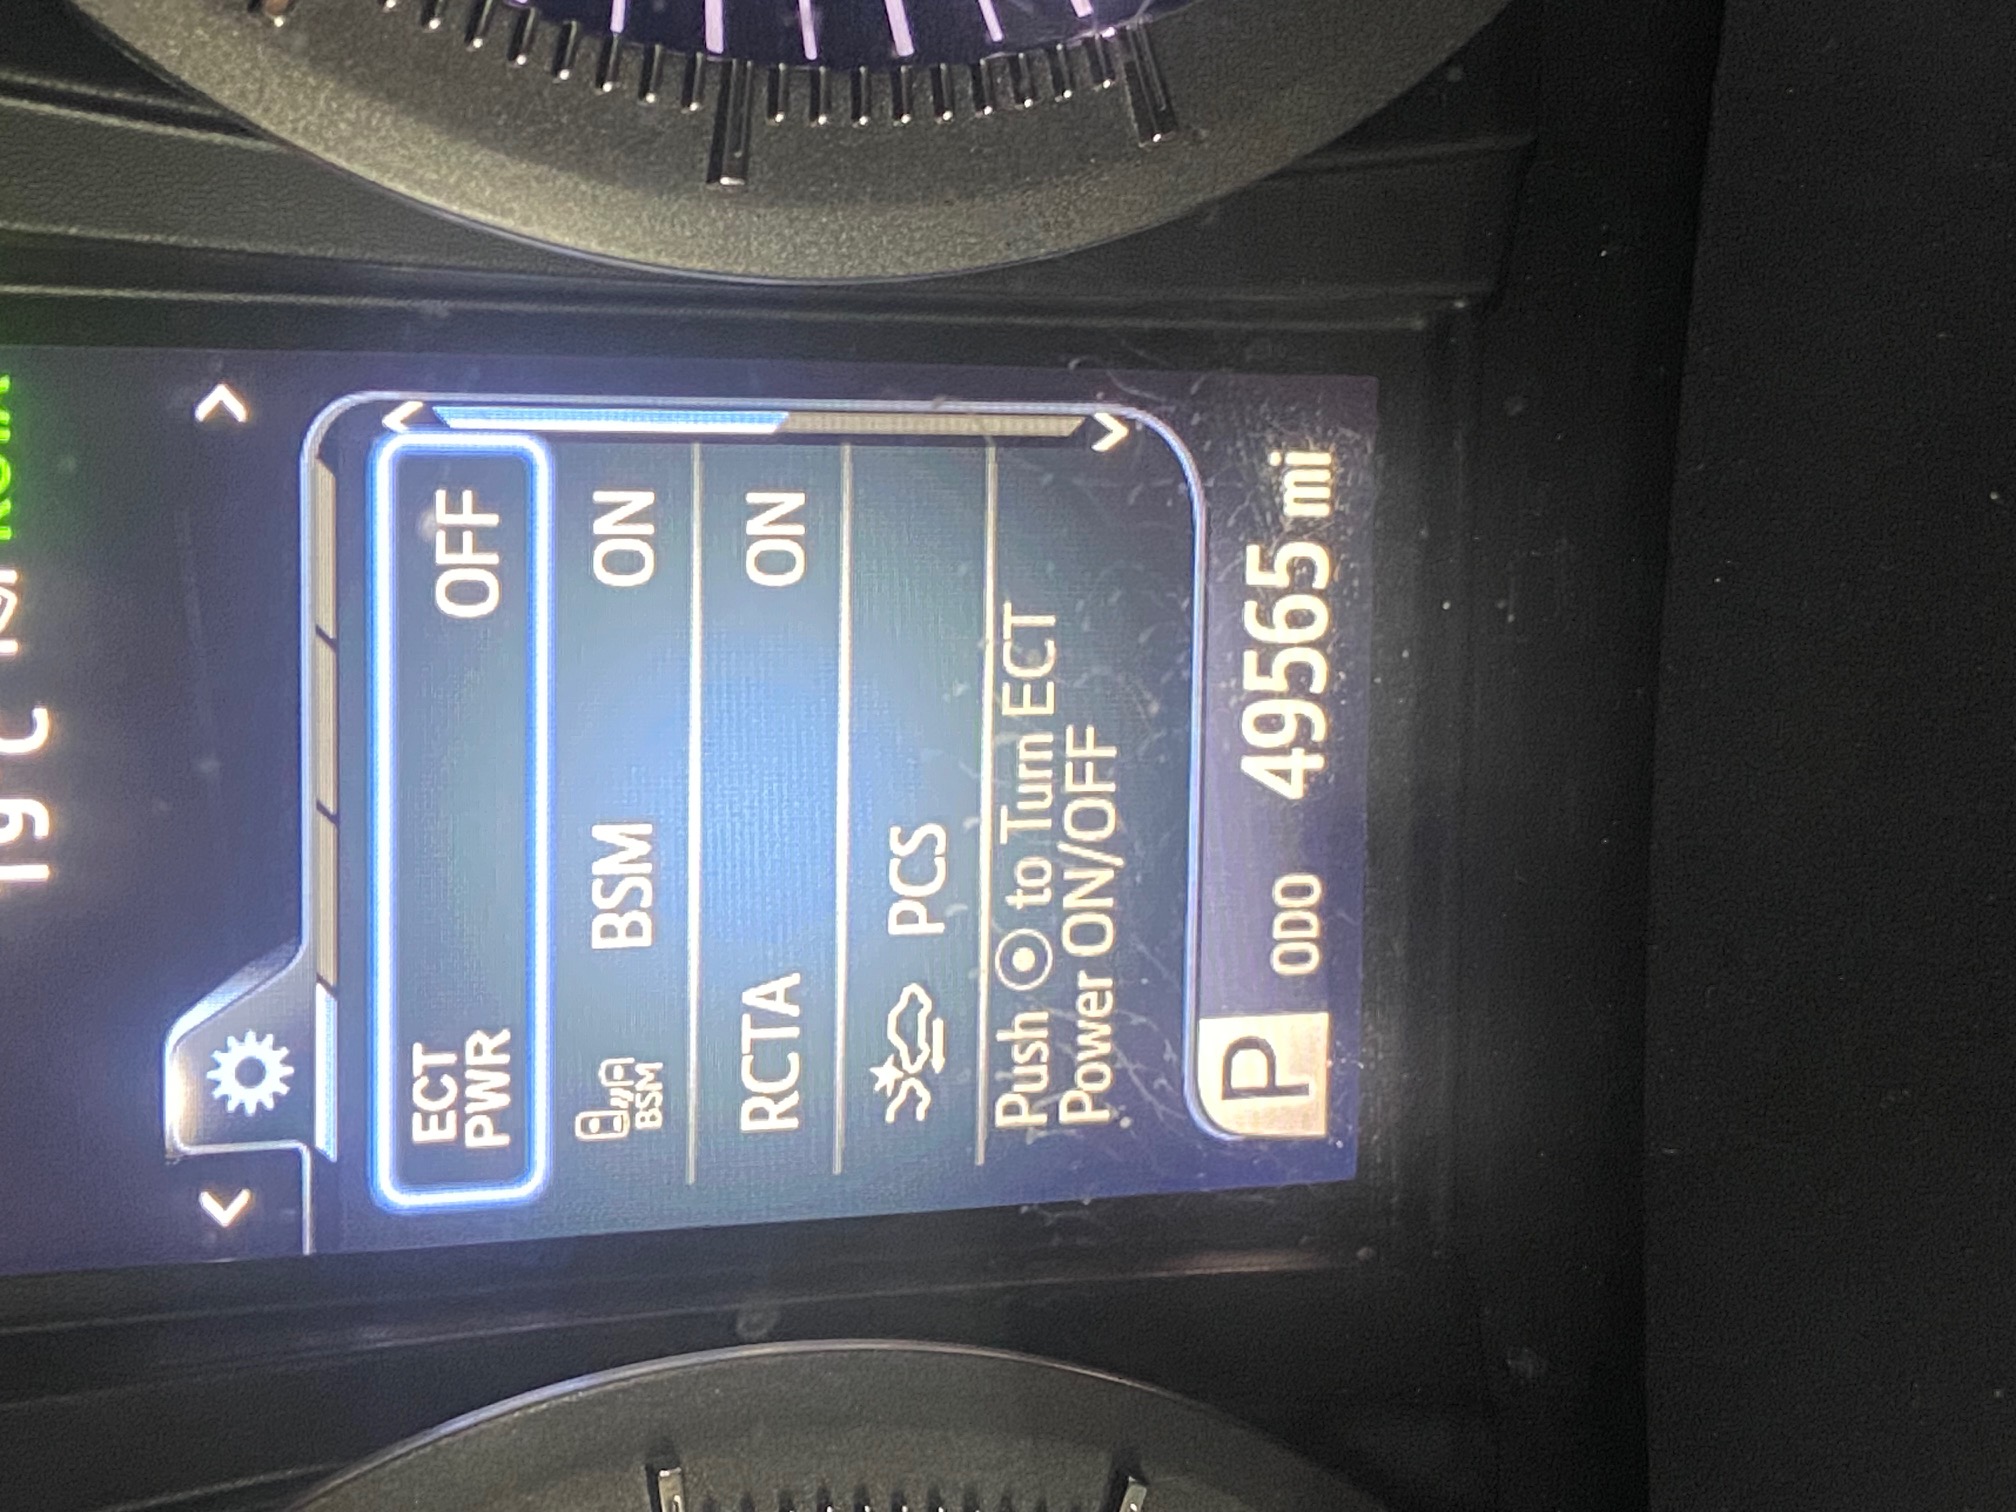 ECT
PWR OFF
BSM BSM ON
RCTA ON
PCS
Push to Turn ECT
Power ON/OFF
P ODO 49565 mi